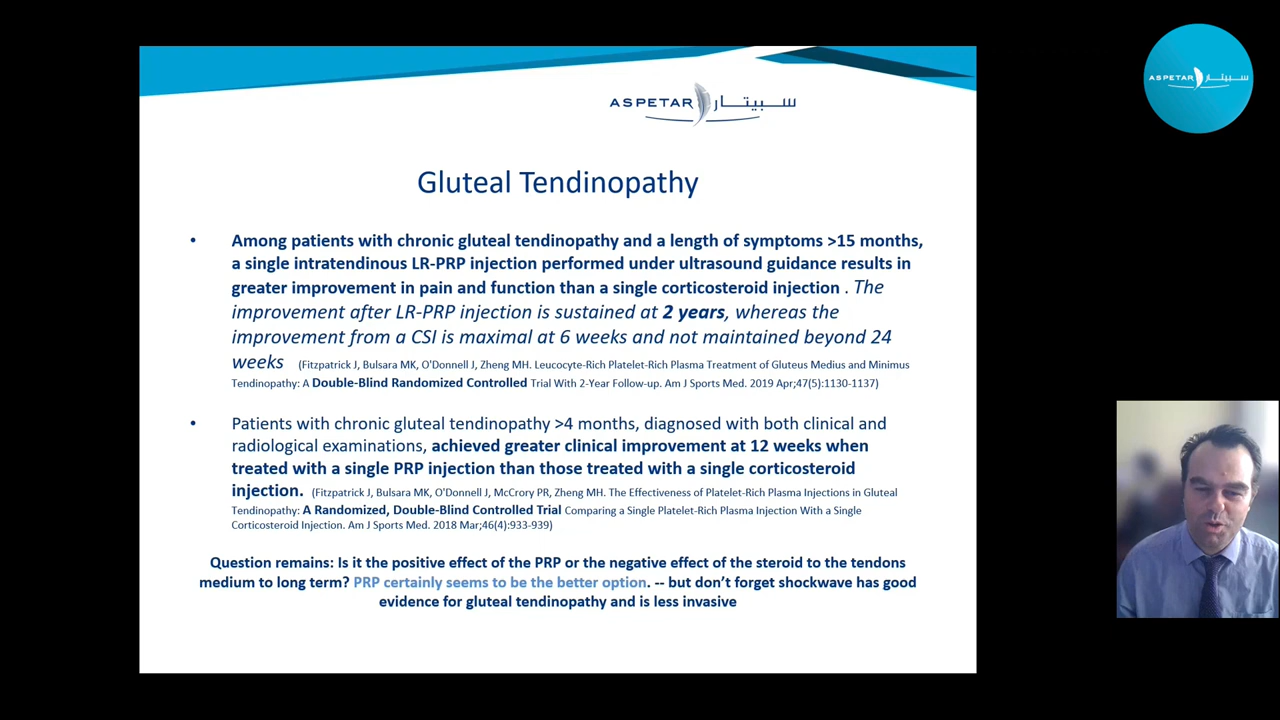 ASPETAR سبيتار
ASPETAR سبيتار
Gluteal Tendinopathy
• Among patients with chronic gluteal tendinopathy and a length of symptoms >15 months,
a single intratendinous LR-PRP injection performed under ultrasound guidance results in
greater improvement in pain and function than a single corticosteroid injection . The
improvement after LR-PRP injection is sustained at 2 years, whereas the
improvement from a CSI is maximal at 6 weeks and not maintained beyond 24
weeks (Fitzpatrick J, Bulsara MK, O'Donnell J, Zheng MH. Leucocyte-Rich Platelet-Rich Plasma Treatment of Gluteus Medius and Minimus
Tendinopathy: A Double-Blind Randomized Controlled Trial With 2-Year Follow-up. Am J Sports Med. 2019 Apr;47(5):1130-1137)
• Patients with chronic gluteal tendinopathy >4 months, diagnosed with both clinical and
radiological examinations, achieved greater clinical improvement at 12 weeks when
treated with a single PRP injection than those treated with a single corticosteroid
injection. (Fitzpatrick J, Bulsara MK, O'Donnell J, McCrory PR, Zheng MH. The Effectiveness of Platelet-Rich Plasma Injections in Gluteal
Tendinopathy: A Randomized, Double-Blind Controlled Trial Comparing a Single Platelet-Rich Plasma Injection With a Single
Corticosteroid Injection. Am J Sports Med. 2018 Mar;46(4):933-939)
Question remains: Is it the positive effect of the PRP or the negative effect of the steroid to the tendons
medium to long term? PRP certainly seems to be the better option. -- but don't forget shockwave has good
evidence for gluteal tendinopathy and is less invasive